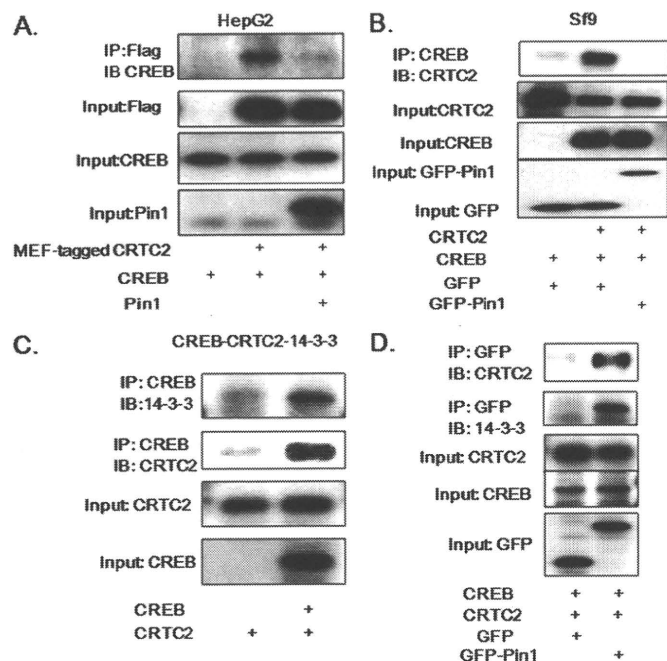 A.
HepG2
IP:Flag
IB CREB
Input:Flag
Input:CREB
Input:Pin1
MEF-tagged CRTC2 + +
CREB + + +
Pin1 +
B.
Sf9
IP: CREB
IB: CRTC2
Input:CRTC2
Input:CREB
Input: GFP-Pin1
Input: GFP
CRTC2 + +
CREB + + +
GFP + +
GFP-Pin1 +
C.
CREB-CRTC2-14-3-3
IP: CREB
IB:14-3-3
IP: CREB
IB: CRTC2
Input: CRTC2
Input: CREB
CREB +
CRTC2 + +
D.
IP: GFP
IB: CRTC2
IP: GFP
IB: 14-3-3
Input: CRTC2
Input: CREB
Input: GFP
CREB + +
CRTC2 + +
GFP +
GFP-Pin1 +